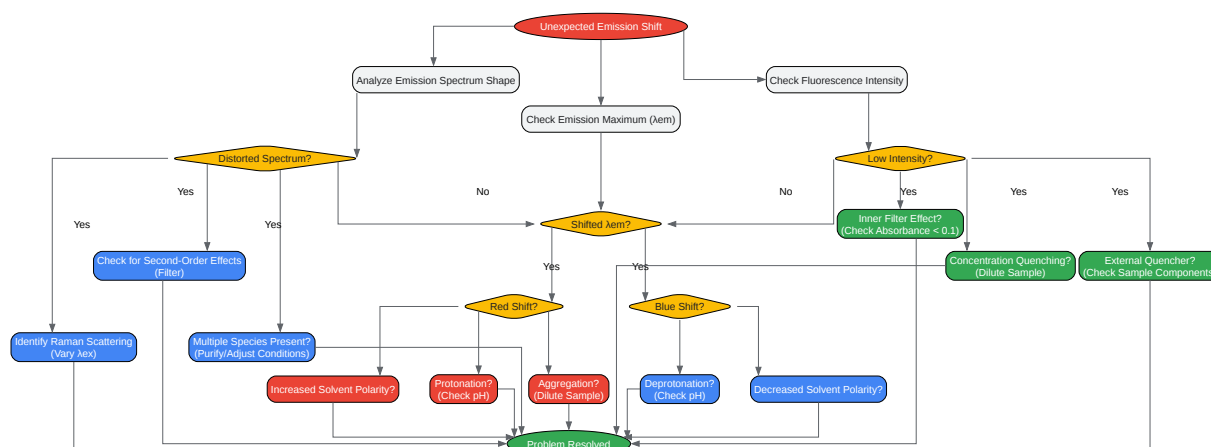 Unexpected Emission Shift
Analyze Emission Spectrum Shape
Check Fluorescence Intensity
Check Emission Maximum (λem)
Distorted Spectrum?
Low Intensity?
Yes
No
No
Yes
Yes
Yes
Yes
Yes
Shifted λem?
Inner Filter Effect?
(Check Absorbance < 0.1)
Check for Second-Order Effects
(Filter)
Yes
Yes
Concentration Quenching?
(Dilute Sample)
External Quencher?
(Check Sample Components
Red Shift?
Blue Shift?
Identify Raman Scattering
(Vary λex)
Multiple Species Present?
(Purify/Adjust Conditions)
Increased Solvent Polarity?
Protonation?
(Check pH)
Aggregation?
(Dilute Sample)
Deprotonation?
(Check pH)
Decreased Solvent Polarity?
Problem Resolved